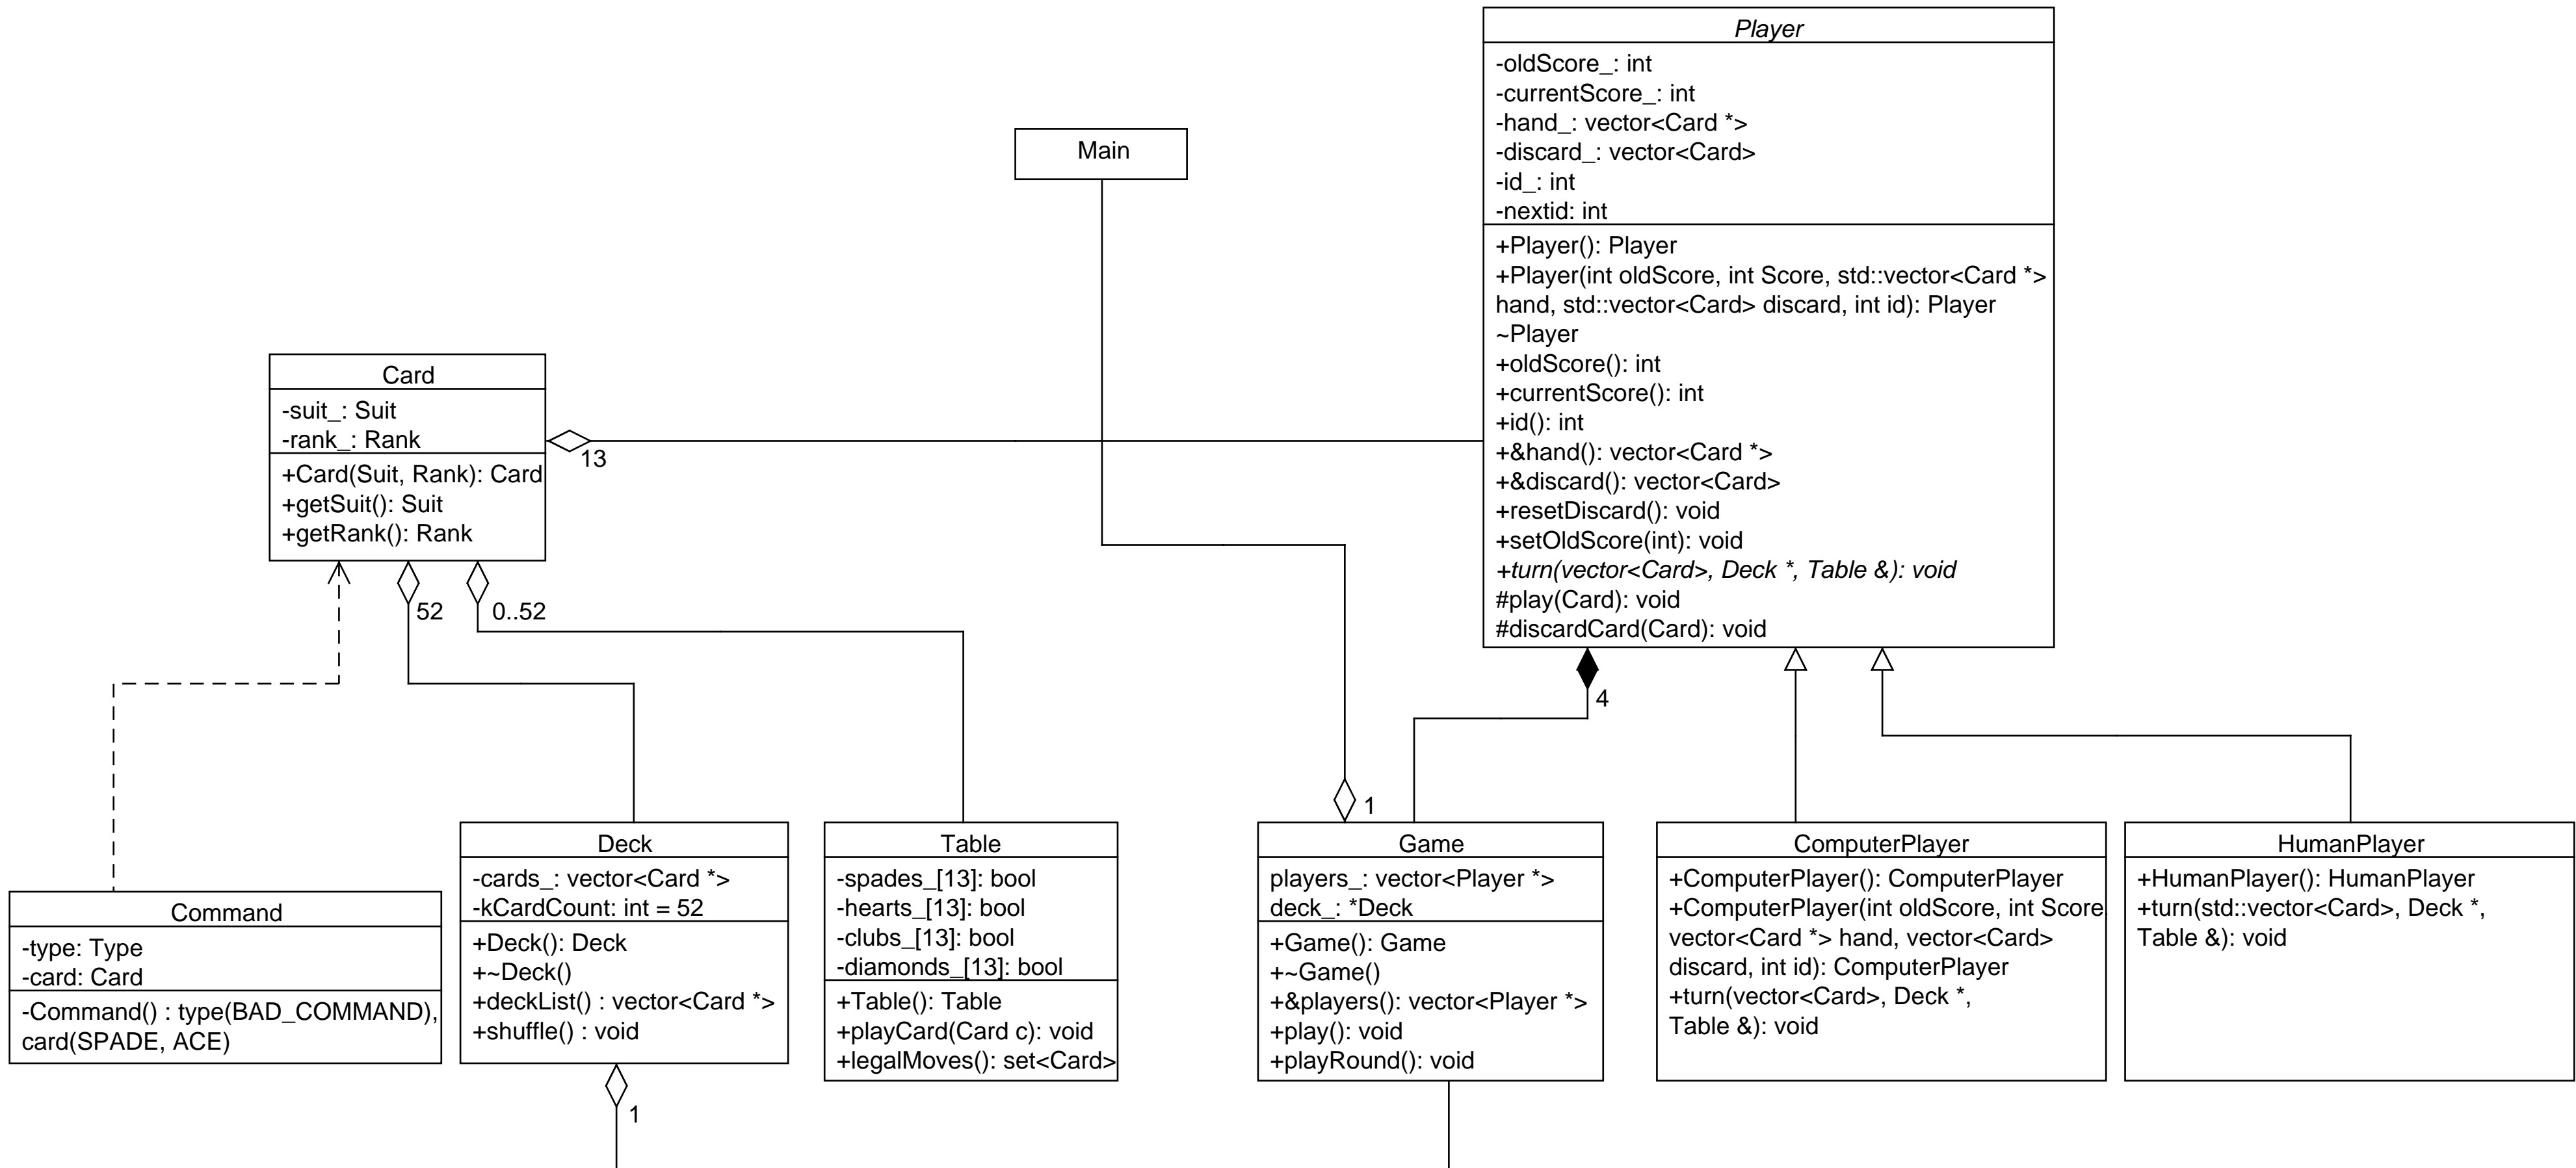 Player
-oldScore_: int
-currentScore_: int
-hand_: vector<Card *>
-discard_: vector<Card>
-id_: int
-nextid: int
+Player(): Player
+Player(int oldScore, int Score, std::vector<Card *>
hand, std::vector<Card> discard, int id): Player
~Player
+oldScore(): int
+currentScore(): int
+id(): int
+&hand(): vector<Card *>
+&discard(): vector<Card>
+resetDiscard(): void
+setOldScore(int): void
+turn(vector<Card>, Deck *, Table &): void
#play(Card): void
#discardCard(Card): void
Main
Card
-suit_: Suit
-rank_: Rank
+Card(Suit, Rank): Card
+getSuit(): Suit
+getRank(): Rank
13
52
0..52
4
1
Command
-type: Type
-card: Card
-Command() : type(BAD_COMMAND),
card(SPADE, ACE)
Deck
-cards_: vector<Card *>
-kCardCount: int = 52
+Deck(): Deck
+~Deck()
+deckList() : vector<Card *>
+shuffle() : void
1
Table
-spades_[13]: bool
-hearts_[13]: bool
-clubs_[13]: bool
-diamonds_[13]: bool
+Table(): Table
+playCard(Card c): void
+legalMoves(): set<Card>
Game
players_: vector<Player *>
deck_: *Deck
+Game(): Game
+~Game()
+&players(): vector<Player *>
+play(): void
+playRound(): void
ComputerPlayer
+ComputerPlayer(): ComputerPlayer
+ComputerPlayer(int oldScore, int Score
vector<Card *> hand, vector<Card>
discard, int id): ComputerPlayer
+turn(vector<Card>, Deck *,
Table &): void
HumanPlayer
+HumanPlayer(): HumanPlayer
+turn(std::vector<Card>, Deck *,
Table &): void